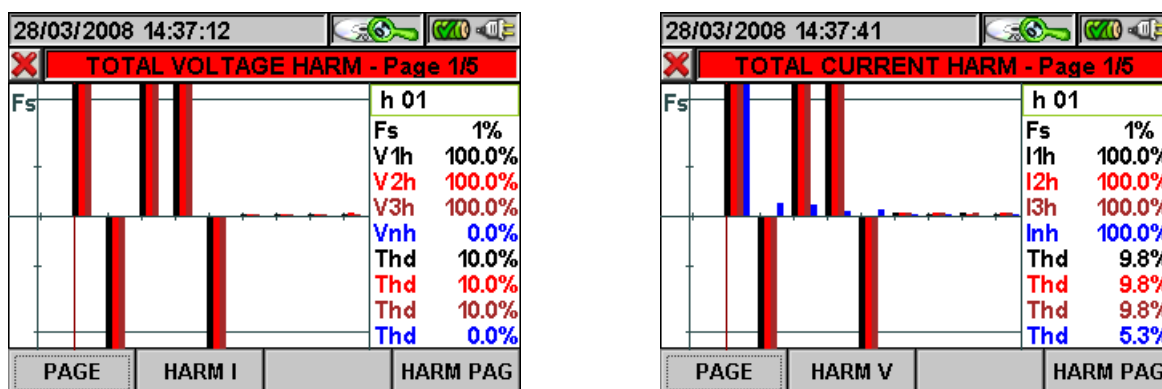 28/03/2008 14:37:12
TOTAL VOLTAGE HARM - Page 1/5
Fs
h 01
Fs 1%
V1h 100.0%
V2h 100.0%
V3h 100.0%
Vnh 0.0%
Thd 10.0%
Thd 10.0%
Thd 10.0%
Thd 0.0%
PAGE HARM I HARM PAG
28/03/2008 14:37:41
TOTAL CURRENT HARM - Page 1/5
Fs
h 01
Fs 1%
I1h 100.0%
I2h 100.0%
I3h 100.0%
Inh 100.0%
Thd 9.8%
Thd 9.8%
Thd 9.8%
Thd 5.3%
PAGE HARM V HARM PAG